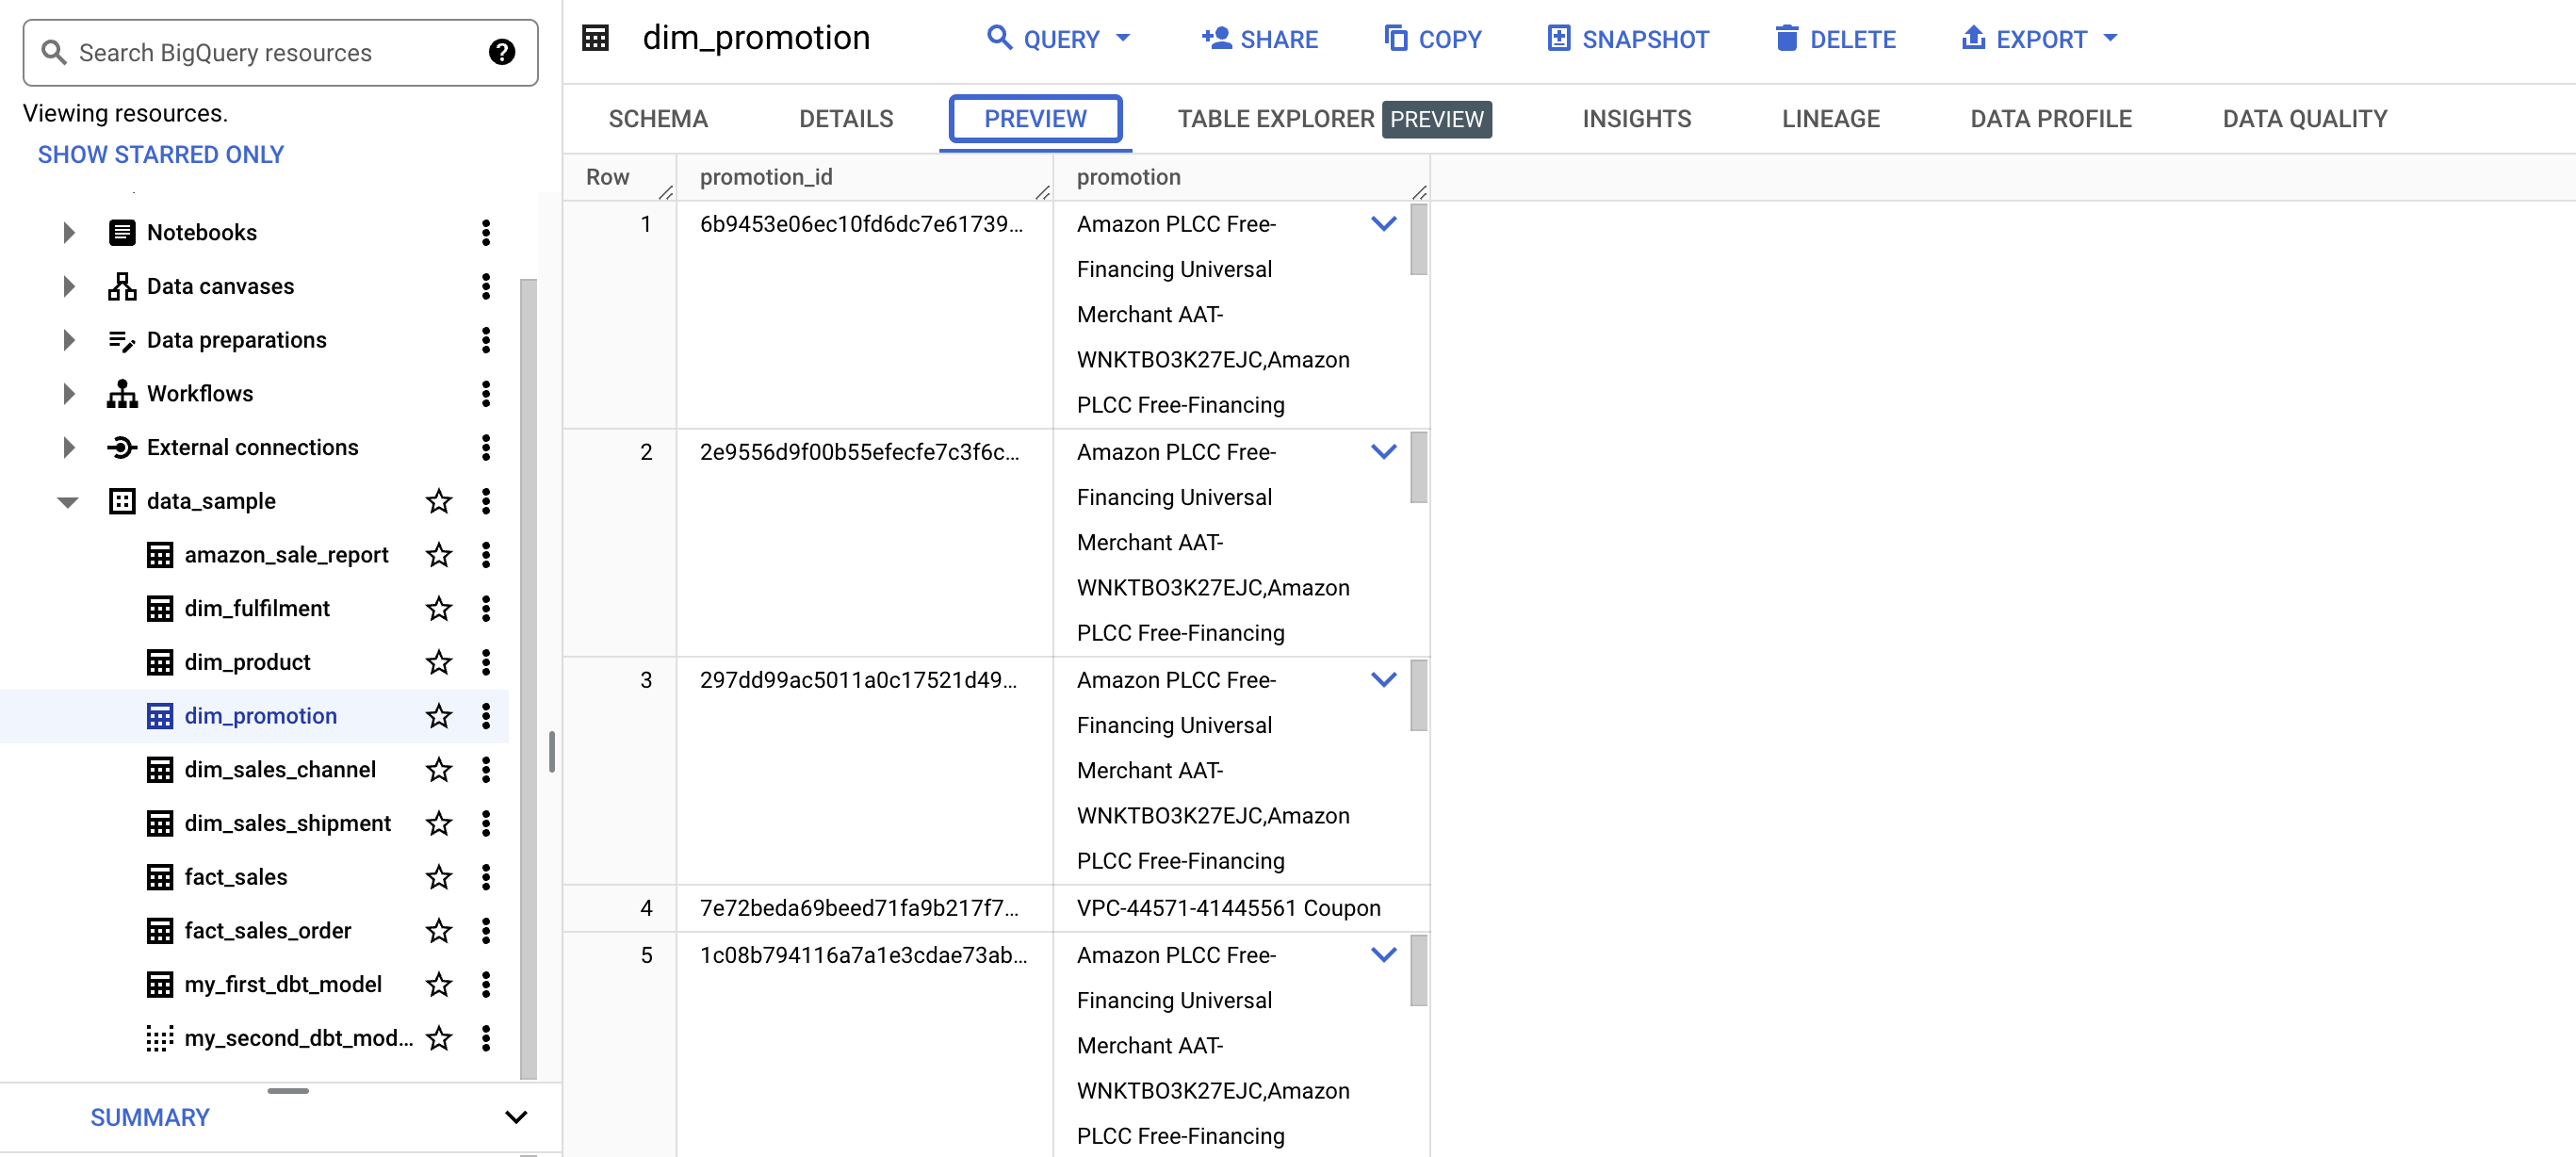 Search BigQuery resources
Viewing resources.
SHOW STARRED ONLY
Notebooks
Data canvases
Data preparations
Workflows
External connections
data_sample
amazon_sale_report
dim_fulfilment
dim_product
dim_promotion
dim_sales_channel
dim_sales_shipment
fact_sales
fact_sales_order
my_first_dbt_model
my_second_dbt_mod...
SUMMARY
dim_promotion QUERY SHARE COPY SNAPSHOT DELETE EXPORT
SCHEMA DETAILS PREVIEW TABLE EXPLORER PREVIEW INSIGHTS LINEAGE DATA PROFILE DATA QUALITY
Row promotion_id promotion
1 6b9453e06ec10fd6dc7e61739... Amazon PLCC Free-
Financing Universal
Merchant AAT-
WNKTBO3K27EJC,Amazon
PLCC Free-Financing
2 2e9556d9f00b55efecfe7c3f6c... Amazon PLCC Free-
Financing Universal
Merchant AAT-
WNKTBO3K27EJC,Amazon
PLCC Free-Financing
3 297dd99ac5011a0c17521d49... Amazon PLCC Free-
Financing Universal
Merchant AAT-
WNKTBO3K27EJC,Amazon
PLCC Free-Financing
4 7e72beda69beed71fa9b217f7... VPC-44571-41445561 Coupon
5 1c08b794116a7a1e3cdae73ab... Amazon PLCC Free-
Financing Universal
Merchant AAT-
WNKTBO3K27EJC,Amazon
PLCC Free-Financing